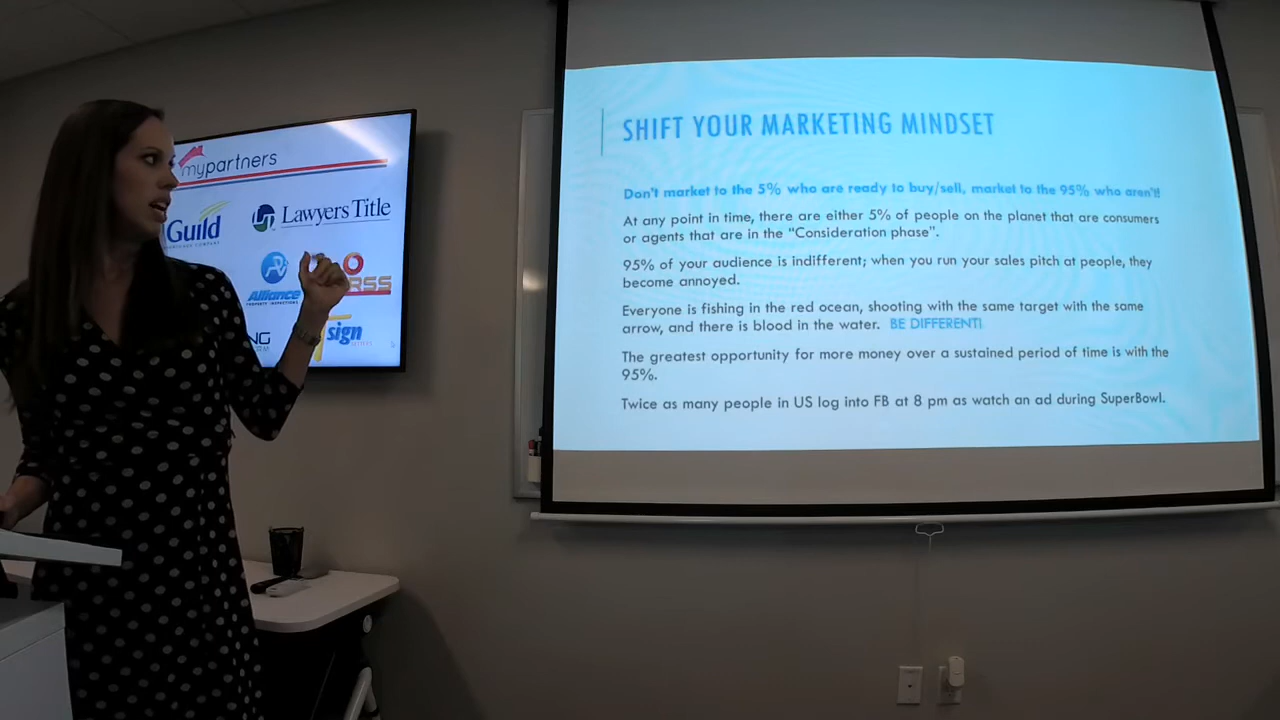 mypartners
Guild
Lawyers Title
Alliance
PROPERTY INSPECTIONS
sign
SHIFT YOUR MARKETING MINDSET
Don't market to the 5% who are ready to buy/sell, market to the 95% who aren't!
At any point in time, there are either 5% of people on the planet that are consumers
or agents that are in the “Consideration phase”.
95% of your audience is indifferent; when you run your sales pitch at people, they
become annoyed.
Everyone is fishing in the red ocean, shooting with the same target with the same
arrow, and there is blood in the water. BE DIFFERENT!
The greatest opportunity for more money over a sustained period of time is with the
95%.
Twice as many people in US log into FB at 8 pm as watch an ad during SuperBowl.